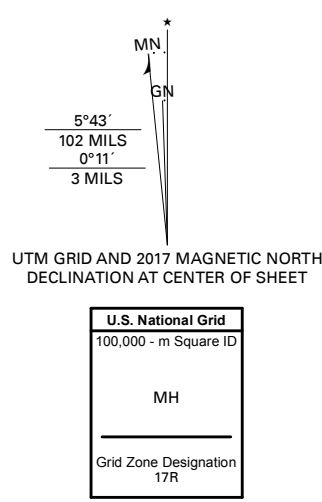 ★
MN
GN
5°43´
102 MILS
0°11´
3 MILS
UTM GRID AND 2017 MAGNETIC NORTH
DECLINATION AT CENTER OF SHEET
U.S. National Grid
100,000 - m Square ID
MH
Grid Zone Designation
17R